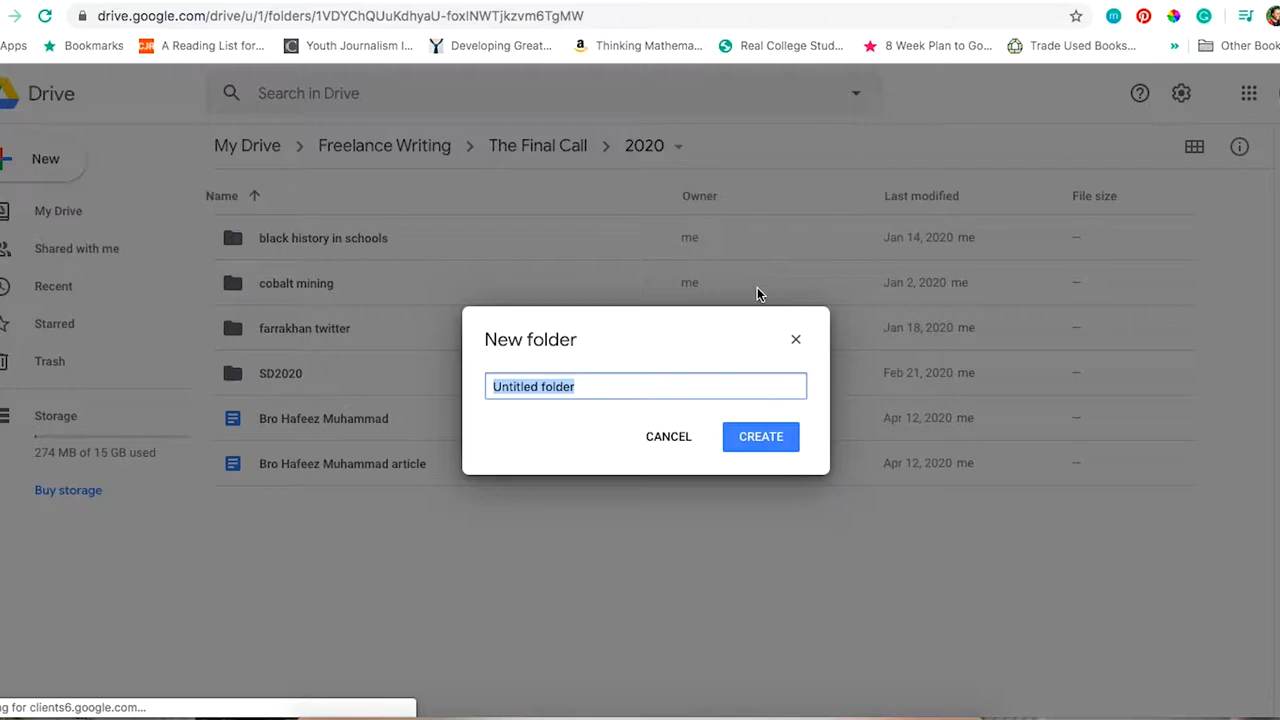 drive.google.com/drive/u/1/folders/1VDYChQUuKdhyaU-foxiNWTjkzvm6TgMW
Apps Bookmarks CJR A Reading List for... Youth Journalism I... Developing Great... Thinking Mathema... Real College Stud... 8 Week Plan to Go... Trade Used Books... » Other Book
Drive Search in Drive
New My Drive > Freelance Writing > The Final Call > 2020
Name Owner Last modified File size
My Drive
Shared with me
Recent
Starred
Trash
Storage
274 MB of 15 GB used
Buy storage
black history in schools me Jan 14, 2020 me —
cobalt mining me Jan 2, 2020 me —
farrakhan twitter Jan 18, 2020 me —
SD2020 Feb 21, 2020 me —
Bro Hafeez Muhammad Apr 12, 2020 me —
Bro Hafeez Muhammad article Apr 12, 2020 me —
New folder ×
Untitled folder
CANCEL CREATE
ng for clients6.google.com...